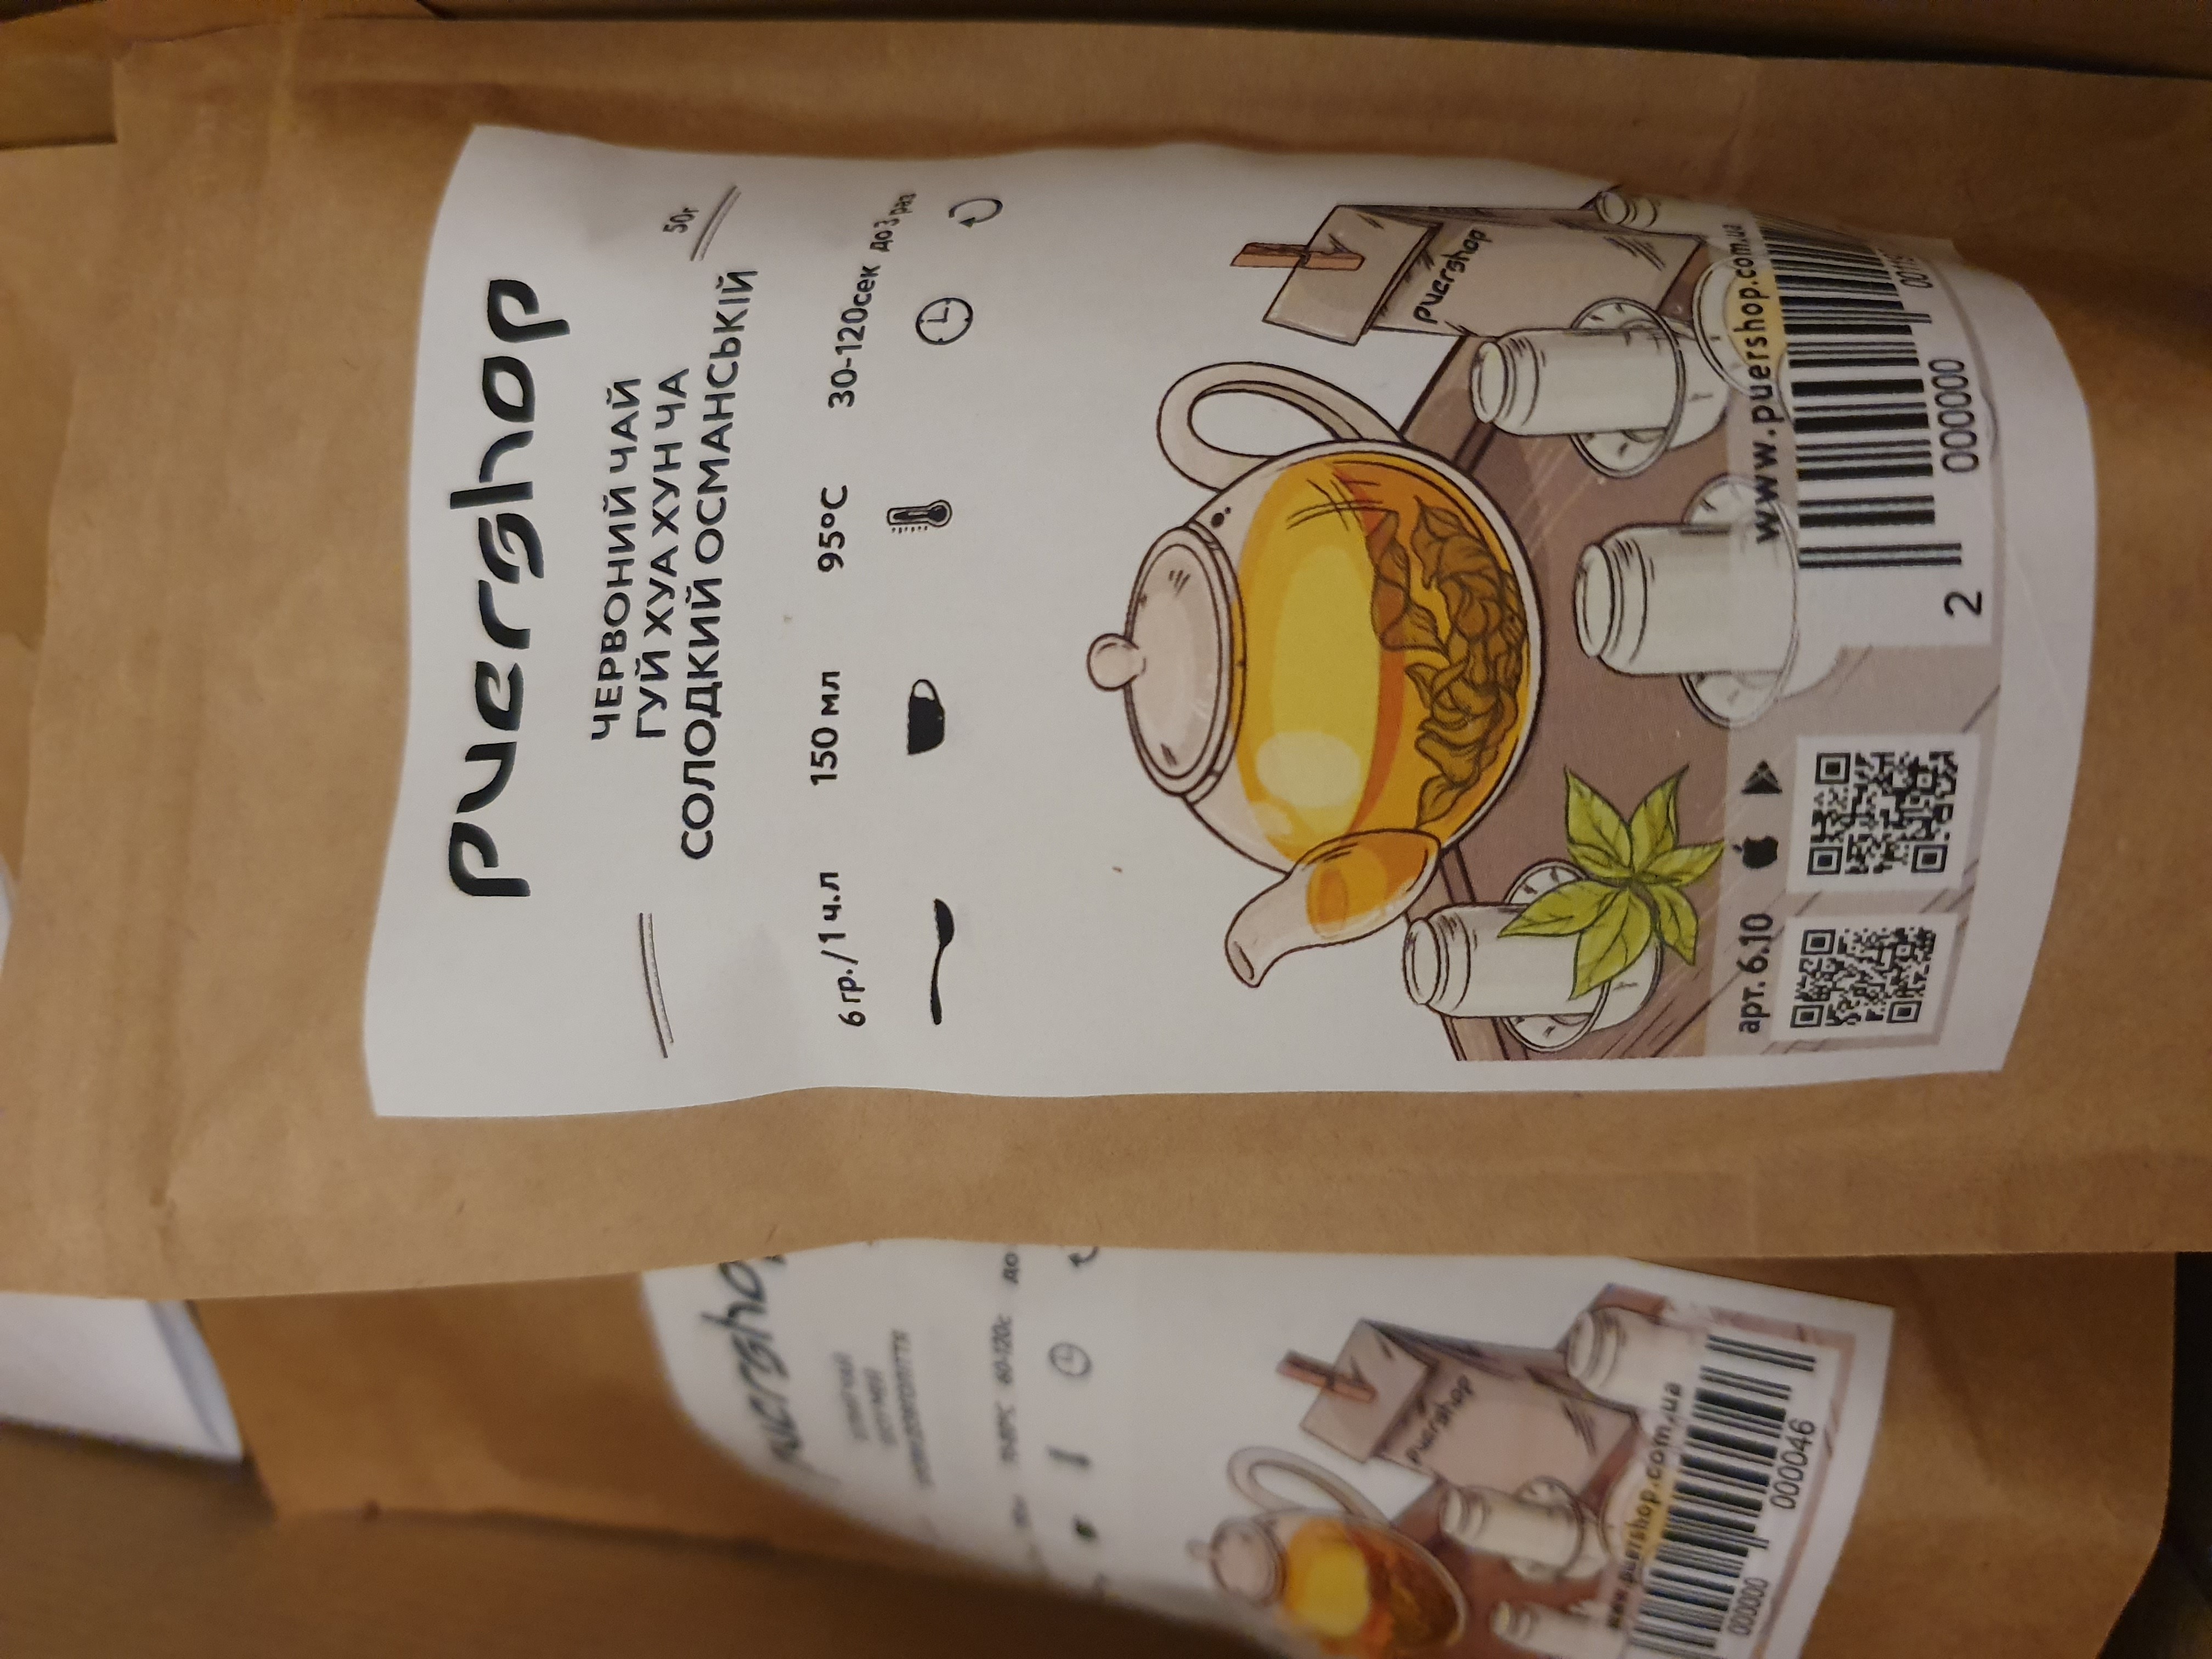 puershop
ЧЕРВОНИЙ ЧАЙ
ГУЙ ХУА ХУН ЧА
СОЛОДКИЙ ОСМАНСЬКІЙ
50г
6 гр./1 ч.л
150 мл
95°C
30-120сек
до 3 раз
puershop
арт. 6.10
www.puershop.com.ua
2 000000
puershop
до
puershop
www.puershop.com.ua
000000 000046